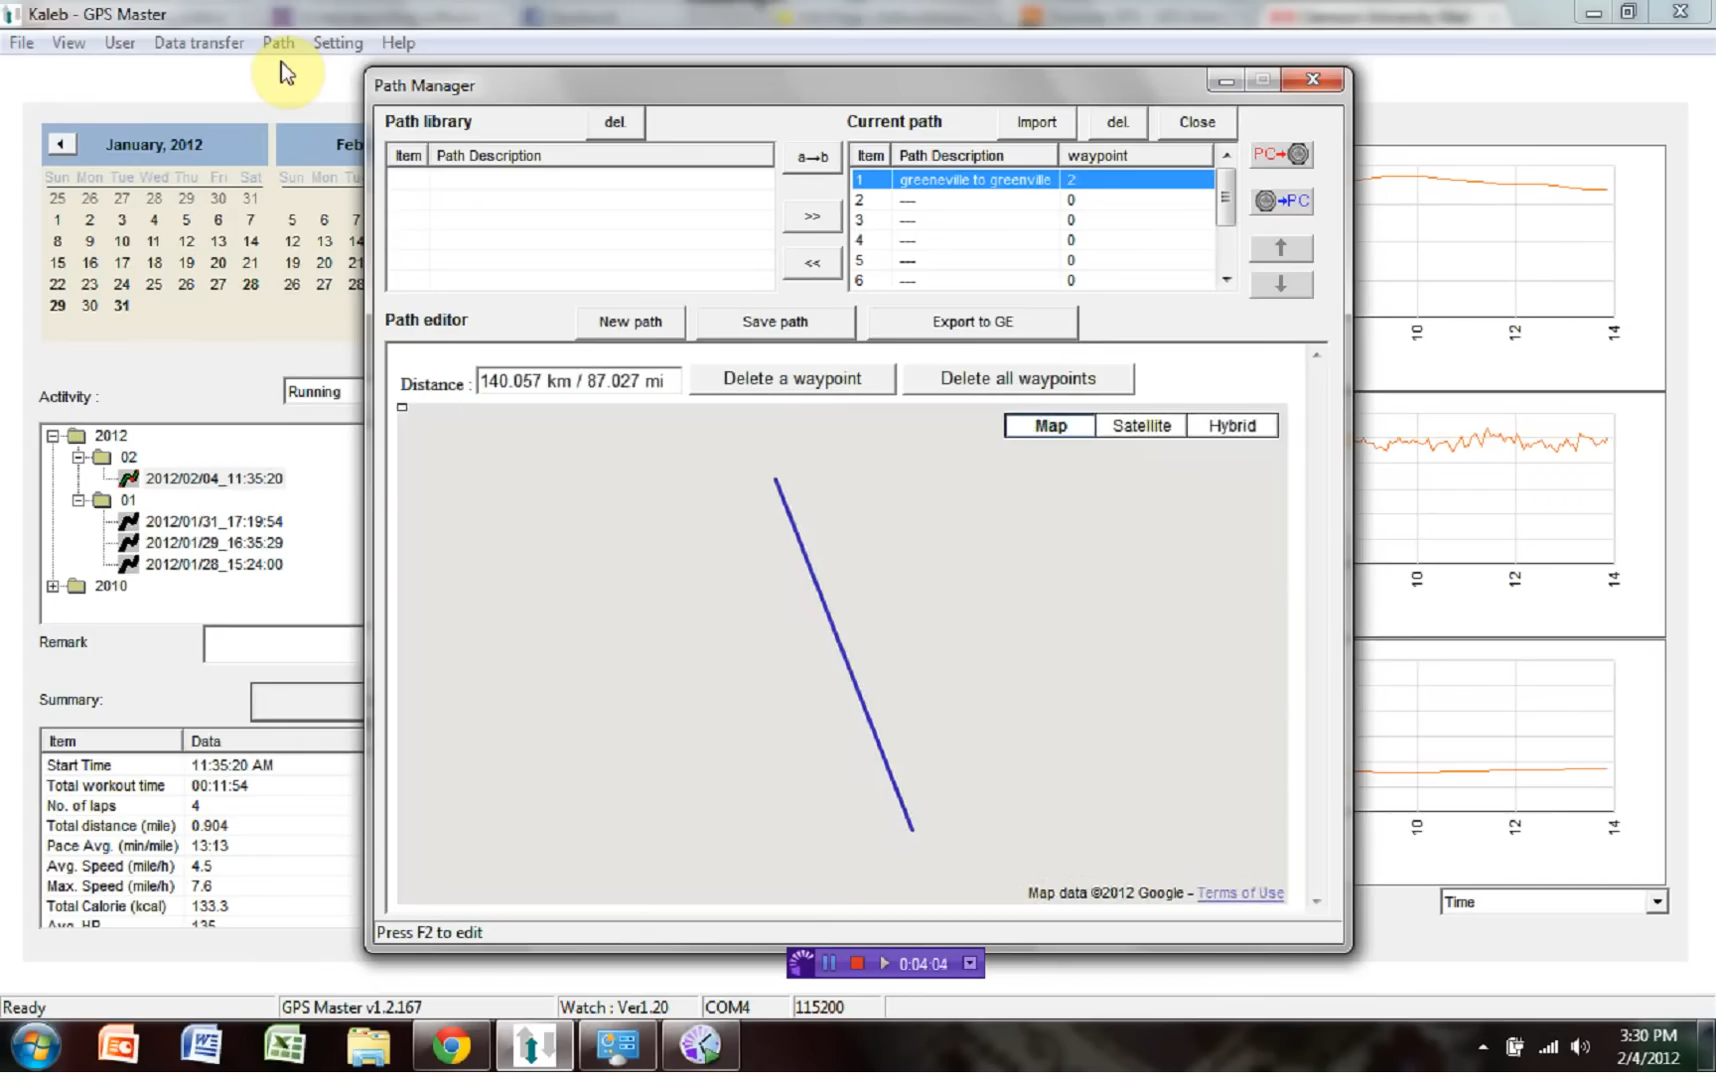 Kaleb - GPS Master
File View User Data transfer Path Setting Help
Path Manager
Path library
del.
Current path
Import
del.
Close
Item
Path Description
a→b
>>
<<
Item
Path Description
waypoint
1 greeneville to greenville 2
2 --- 0
3 --- 0
4 --- 0
5 --- 0
6 --- 0
PC→
→PC
Path editor
New path
Save path
Export to GE
Distance :
140.057 km / 87.027 mi
Delete a waypoint
Delete all waypoints
Map
Satellite
Hybrid
Map data ©2012 Google - Terms of Use
Press F2 to edit
0:04:04
January, 2012
Feb
Sun Mon Tue Wed Thu Fri Sat
25 26 27 28 29 30 31
1 2 3 4 5 6 7
8 9 10 11 12 13 14
15 16 17 18 19 20 21
22 23 24 25 26 27 28
29 30 31
Sun Mon Tue
5 6 7
12 13 14
19 20 21
26 27 28
Actitvity :
Running
2012
02
2012/02/04_11:35:20
01
2012/01/31_17:19:54
2012/01/29_16:35:29
2012/01/28_15:24:00
2010
Remark
Summary:
Item Data
Start Time 11:35:20 AM
Total workout time 00:11:54
No. of laps 4
Total distance (mile) 0.904
Pace Avg. (min/mile) 13:13
Avg. Speed (mile/h) 4.5
Max. Speed (mile/h) 7.6
Total Calorie (kcal) 133.3
Avg. HR 135
10 12 14
10 12 14
10 12 14
Time
Ready
GPS Master v1.2.167
Watch : Ver1.20
COM4
115200
3:30 PM
2/4/2012